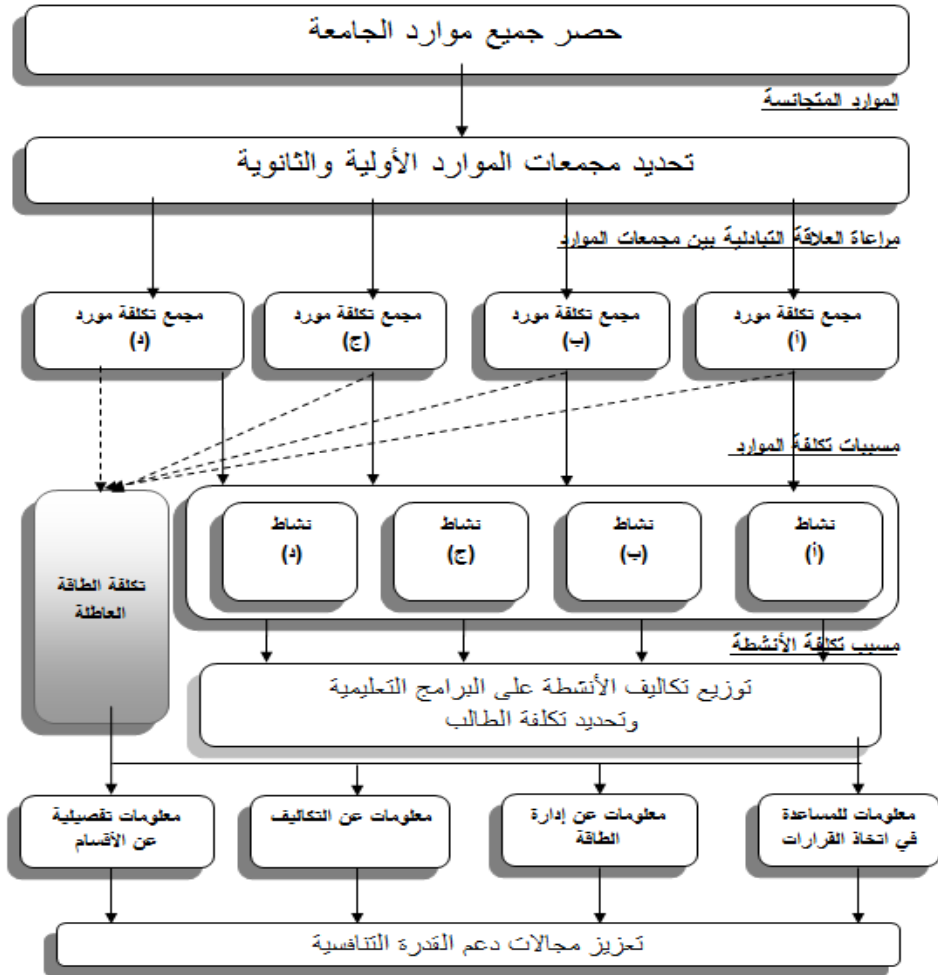 حصر جميع موارد الجامعة
الموارد المتجانسة
تحديد مجمعات الموارد الأولية والثانوية
مراعاة العلاقة التبادلية بين مجمعات الموارد
مجمع تكلفة مورد
(أ)
مجمع تكلفة مورد
(ب)
مجمع تكلفة مورد
(ج)
مجمع تكلفة مورد
(د)
مسببات تكلفة الموارد
نشاط
(أ)
نشاط
(ب)
نشاط
(ج)
نشاط
(د)
تكلفة الطاقة
العاطلة
مسبب تكلفة الأنشطة
توزيع تكاليف الأنشطة على البرامج التعليمية
وتحديد تكلفة الطالب
معلومات للمساعدة
في اتخاذ القرارات
معلومات عن إدارة
الطاقة
معلومات عن التكاليف
معلومات تفصيلية
عن الأقسام
تعزيز مجالات دعم القدرة التنافسية